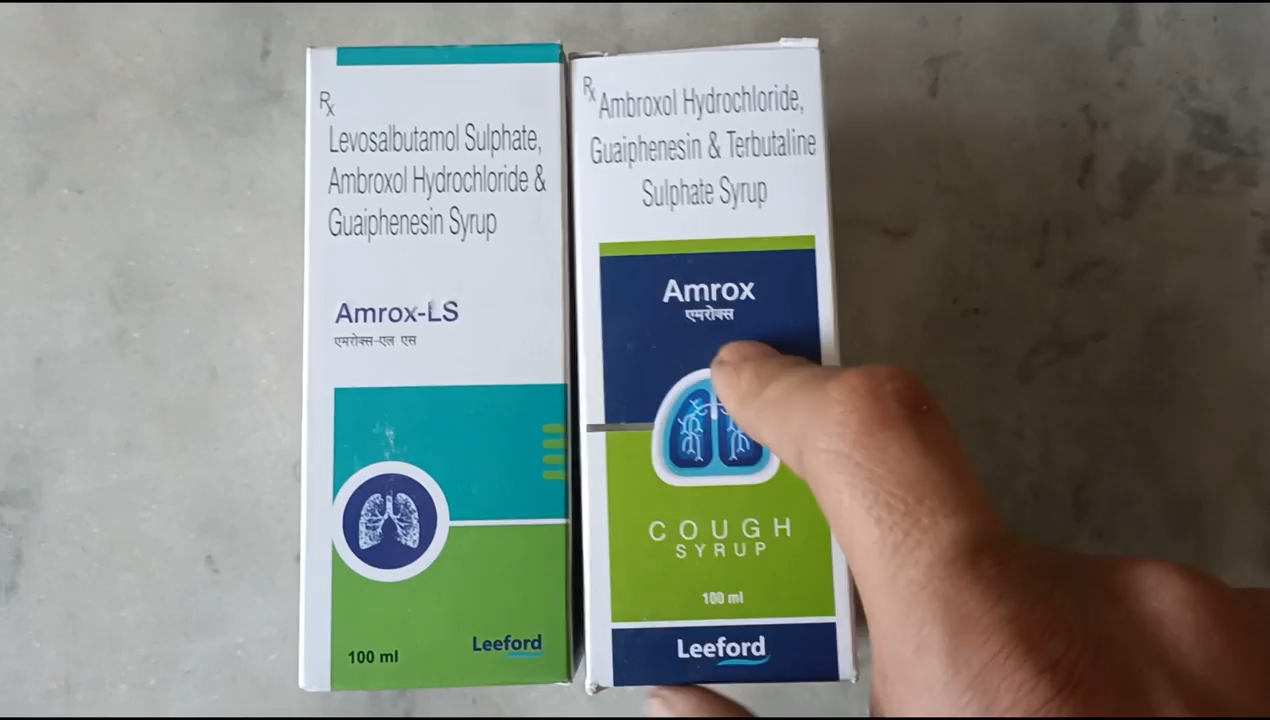 Rx
Levosalbutamol Sulphate,
Ambroxol Hydrochloride &
Guaiphenesin Syrup
Amrox-LS
एमरोक्स-एल एस
100 ml
Leeford
Rx
Ambroxol Hydrochloride,
Guaiphenesin & Terbutaline
Sulphate Syrup
Amrox
एमरोक्स
COUGH
SYRUP
100 ml
Leeford